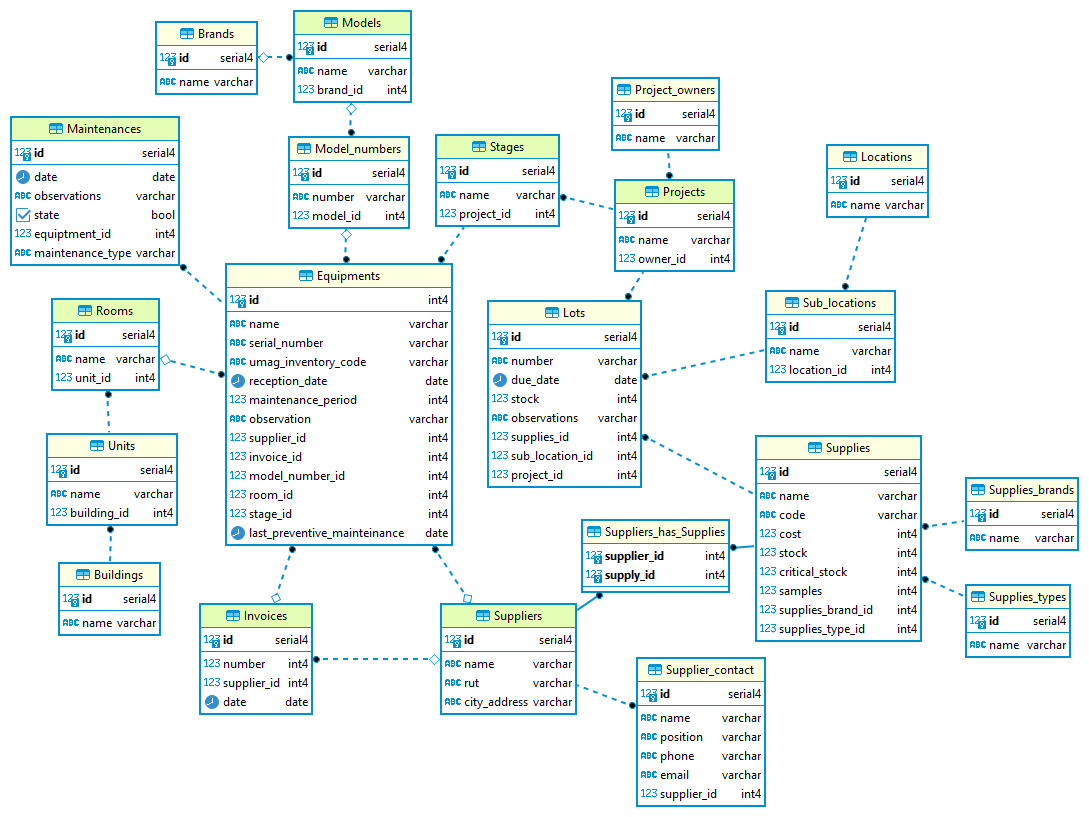 Brands
123 id serial4
ABC name varchar
Models
123 id serial4
ABC name varchar
123 brand_id int4
Maintenances
123 id serial4
date date
ABC observations varchar
state bool
123 equiptment_id int4
ABC maintenance_type varchar
Model_numbers
123 id serial4
ABC number varchar
123 model_id int4
Stages
123 id serial4
ABC name varchar
123 project_id int4
Project_owners
123 id serial4
ABC name varchar
Projects
123 id serial4
ABC name varchar
123 owner_id int4
Locations
123 id serial4
ABC name varchar
Equipments
123 id int4
ABC name varchar
ABC serial_number varchar
ABC umag_inventory_code varchar
reception_date date
123 maintenance_period int4
ABC observation varchar
123 supplier_id int4
123 invoice_id int4
123 model_number_id int4
123 room_id int4
123 stage_id int4
last_preventive_mainteinance date
Rooms
123 id serial4
ABC name varchar
123 unit_id int4
Lots
123 id serial4
ABC number varchar
due_date date
123 stock int4
ABC observations varchar
123 supplies_id int4
123 sub_location_id int4
123 project_id int4
Sub_locations
123 id serial4
ABC name varchar
123 location_id int4
Units
123 id serial4
ABC name varchar
123 building_id int4
Supplies
123 id serial4
ABC name varchar
ABC code varchar
123 cost int4
123 stock int4
123 critical_stock int4
123 samples int4
123 supplies_brand_id int4
123 supplies_type_id int4
Supplies_brands
123 id serial4
ABC name varchar
Suppliers_has_Supplies
123 supplier_id int4
123 supply_id int4
Buildings
123 id serial4
ABC name varchar
Supplies_types
123 id serial4
ABC name varchar
Invoices
123 id serial4
123 number int4
123 supplier_id int4
date date
Suppliers
123 id serial4
ABC name varchar
ABC rut varchar
ABC city_address varchar
Supplier_contact
123 id serial4
ABC name varchar
ABC position varchar
ABC phone varchar
ABC email varchar
123 supplier_id int4